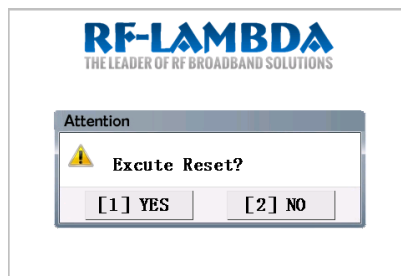 RF-LAMBDA
THE LEADER OF RF BROADBAND SOLUTIONS
Attention
Excute Reset?
[1] YES [2] NO